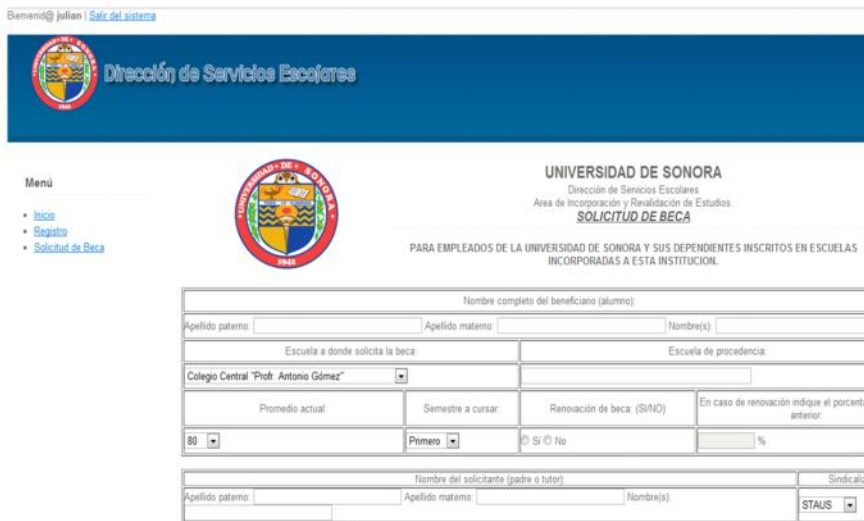 Bienvenid@ julian | Salir del sistema
Dirección de Servicios Escolares
Menú
Inicio
Registro
Solicitud de Beca
UNIVERSIDAD DE SONORA
Dirección de Servicios Escolares
Area de Incorporación y Revalidación de Estudios
SOLICITUD DE BECA
PARA EMPLEADOS DE LA UNIVERSIDAD DE SONORA Y SUS DEPENDIENTES INSCRITOS EN ESCUELAS
INCORPORADAS A ESTA INSTITUCION.
Nombre completo del beneficiario (alumno):
Apellido paterno: Apellido materno: Nombre(s):
Escuela a donde solicita la beca: Escuela de procedencia:
Colegio Central "Profr. Antonio Gómez"
Promedio actual: Semestre a cursar: Renovación de beca: (SI/NO) En caso de renovación indique el porcenta
anterior:
80 Primero Sí No %
Nombre del solicitante (padre o tutor): Sindicaliz
Apellido paterno: Apellido materno: Nombre(s):
STAUS
UNIVERSIDAD DE SONORA
1942